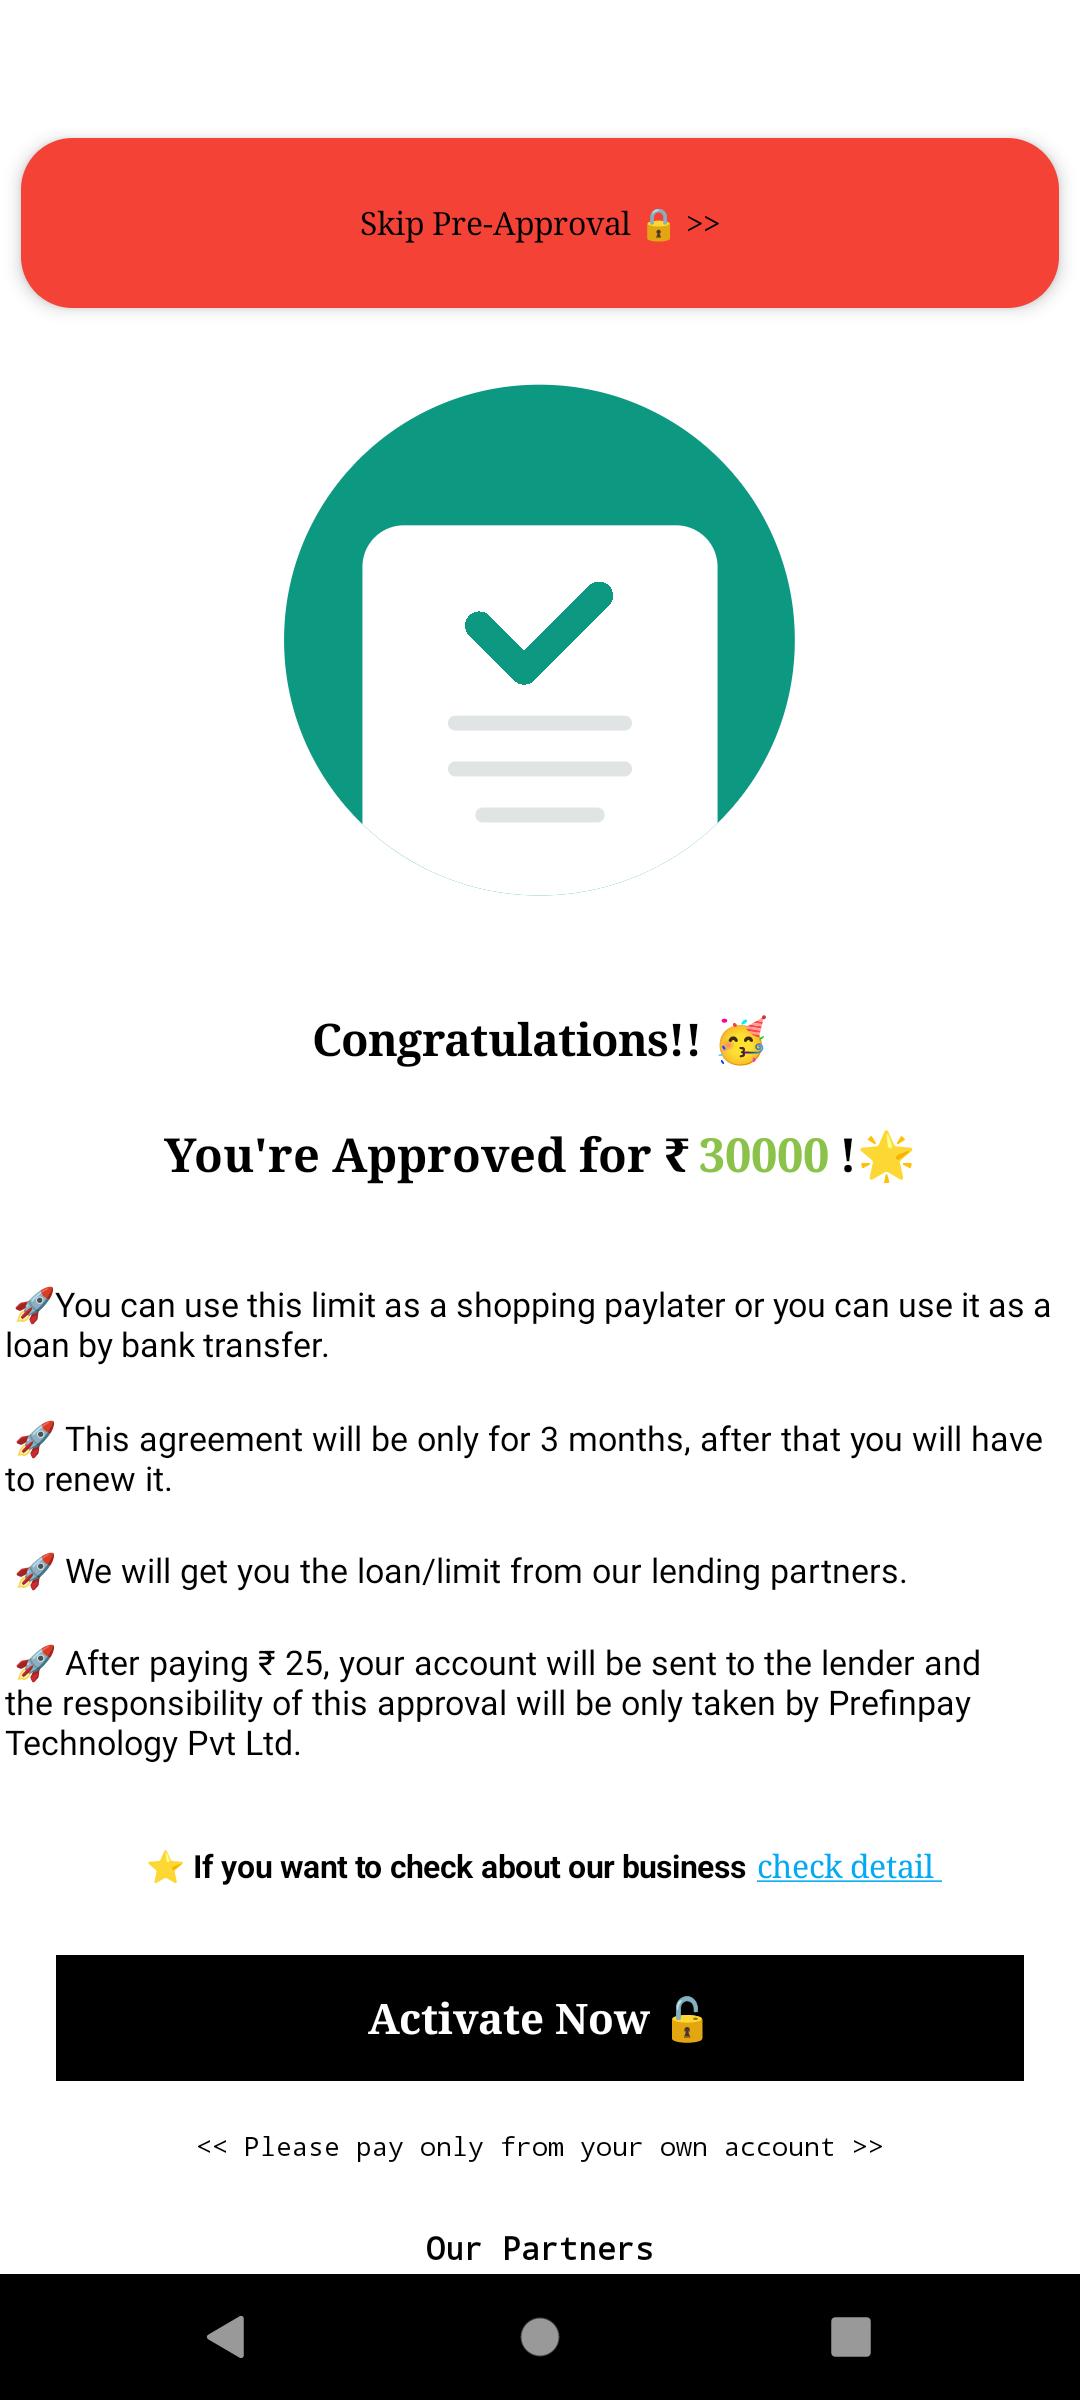 Skip Pre-Approval 🔒 >>
Congratulations!! 🥳
You're Approved for ₹ 30000 !🌟
🚀You can use this limit as a shopping paylater or you can use it as a
loan by bank transfer.
🚀 This agreement will be only for 3 months, after that you will have
to renew it.
🚀 We will get you the loan/limit from our lending partners.
🚀 After paying ₹ 25, your account will be sent to the lender and
the responsibility of this approval will be only taken by Prefinpay
Technology Pvt Ltd.
⭐ If you want to check about our business check detail
Activate Now 🔓
<< Please pay only from your own account >>
Our Partners